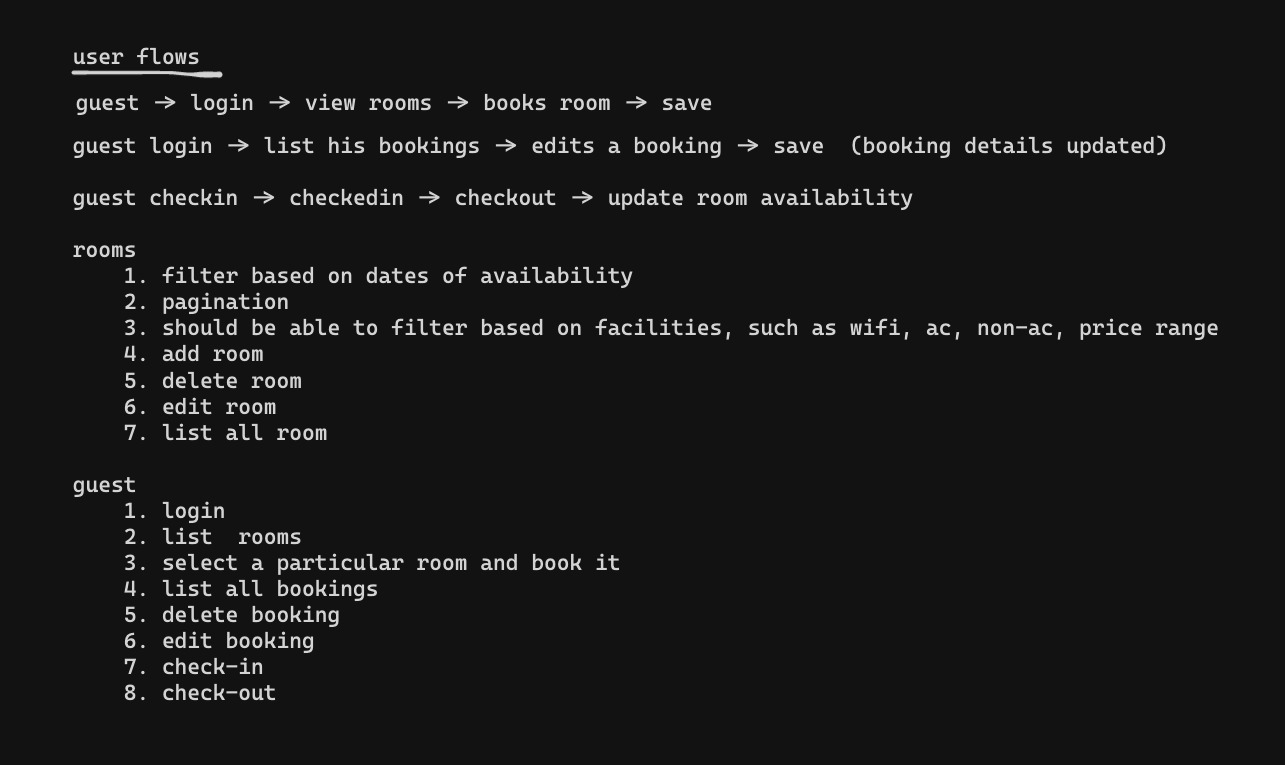 user flows
guest -> login -> view rooms -> books room -> save
guest login -> list his bookings -> edits a booking -> save  (booking details updated)
guest checkin -> checkedin -> checkout -> update room availability
rooms
1. filter based on dates of availability
2. pagination
3. should be able to filter based on facilities, such as wifi, ac, non-ac, price range
4. add room
5. delete room
6. edit room
7. list all room
guest
1. login
2. list  rooms
3. select a particular room and book it
4. list all bookings
5. delete booking
6. edit booking
7. check-in
8. check-out